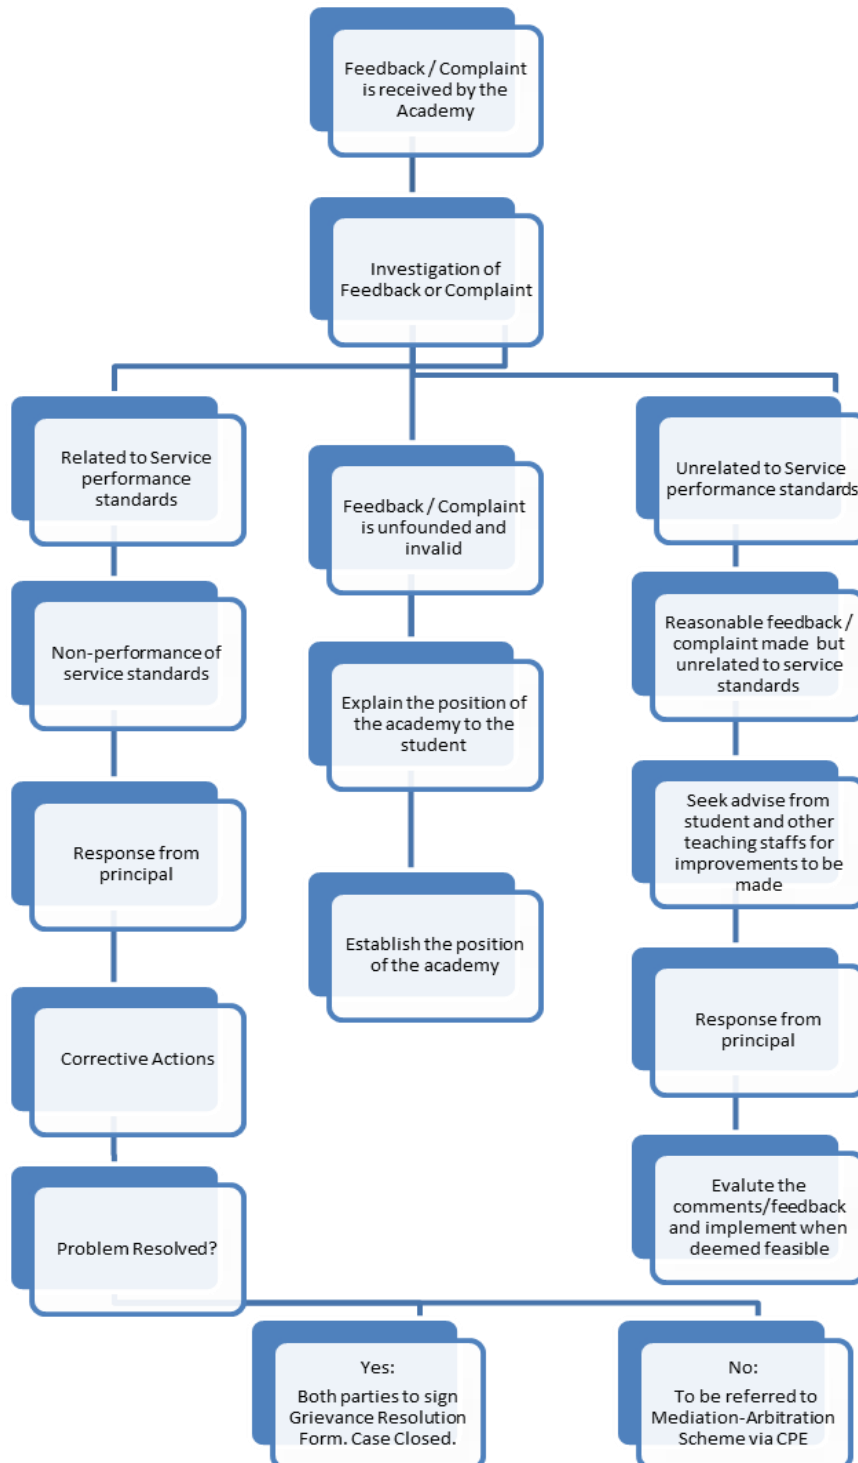 Feedback / Complaint
is received by the
Academy
Investigation of
Feedback or Complaint
Related to Service
performance
standards
Non-performance of
service standards
Response from
principal
Corrective Actions
Problem Resolved?
Feedback / Complaint
is unfounded and
invalid
Explain the position of
the academy to the
student
Establish the position
of the academy
Unrelated to Service
performance standards
Reasonable feedback /
complaint made but
unrelated to service
standards
Seek advise from
student and other
teaching staffs for
improvements to be
made
Response from
principal
Evalute the
comments/feedback
and implement when
deemed feasible
Yes:
Both parties to sign
Grievance Resolution
Form. Case Closed.
No:
To be referred to
Mediation-Arbitration
Scheme via CPE